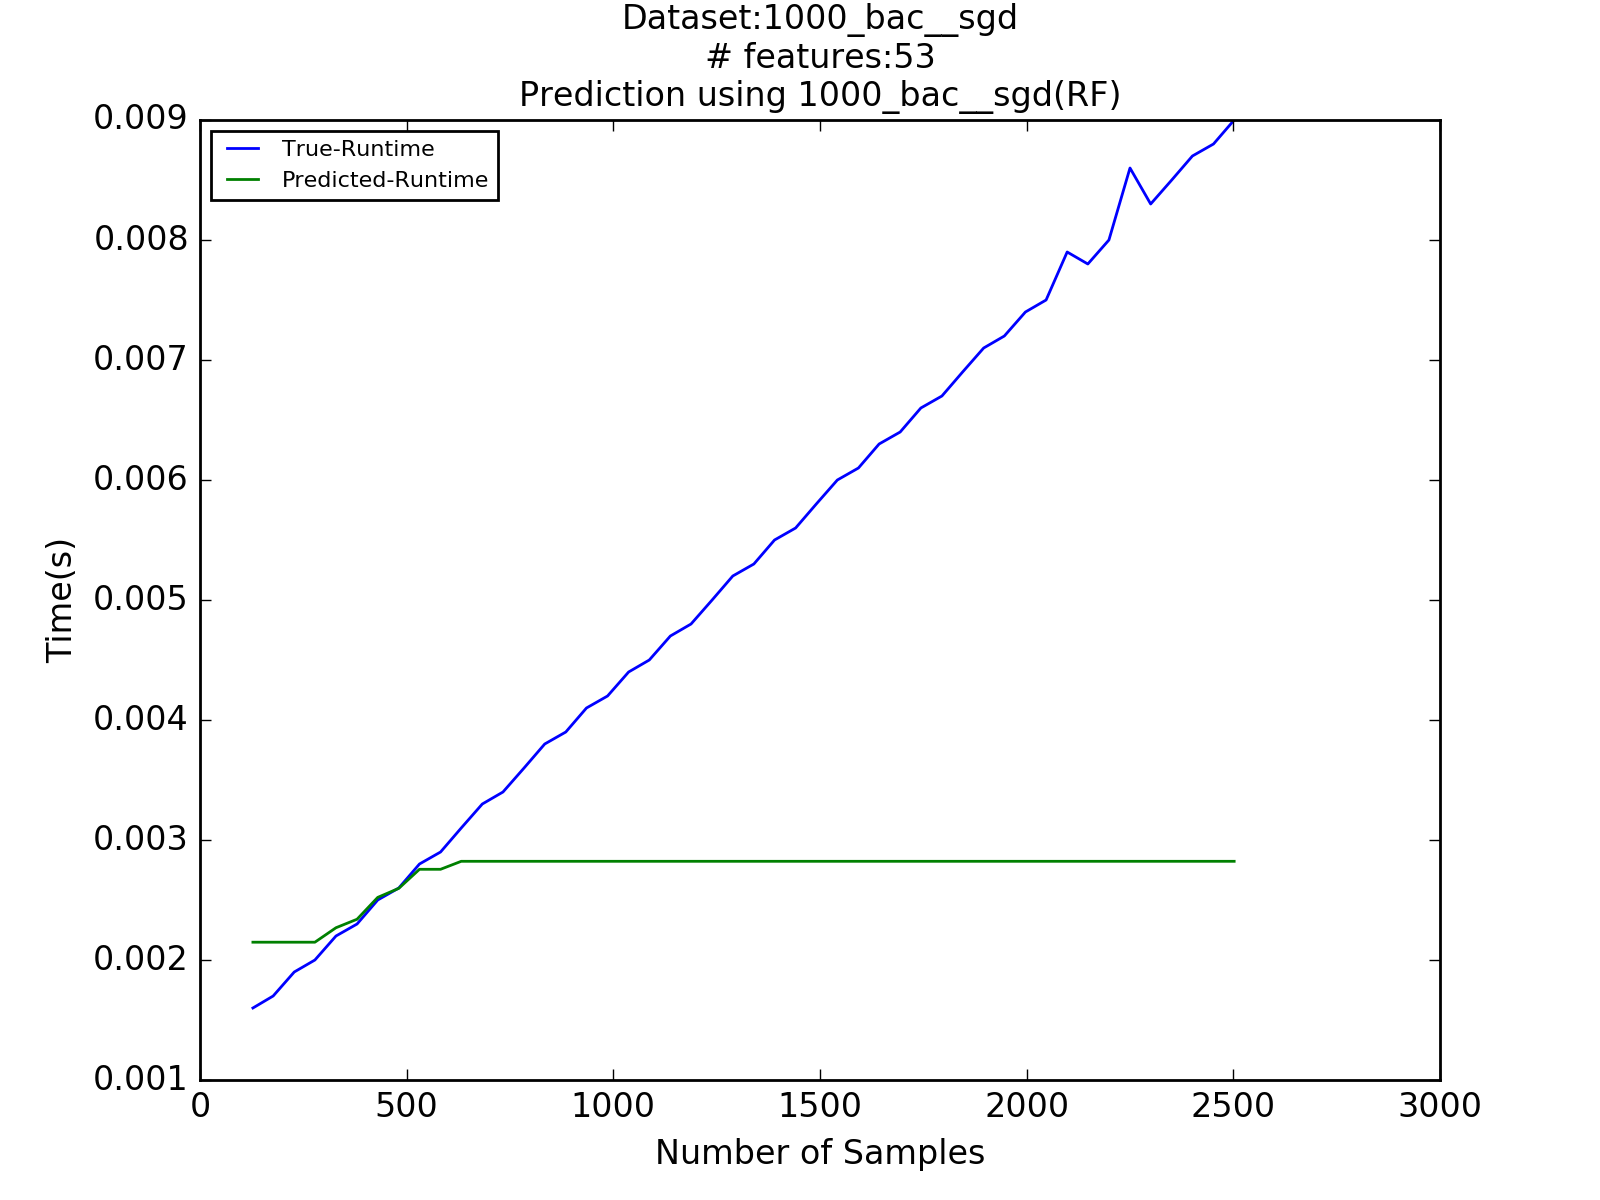 Dataset:1000_bac__sgd
# features:53
Prediction using 1000_bac__sgd(RF)
True-Runtime
Predicted-Runtime
0.009
0.008
0.007
0.006
0.005
0.004
0.003
0.002
0.001
Time(s)
0 500 1000 1500 2000 2500 3000
Number of Samples